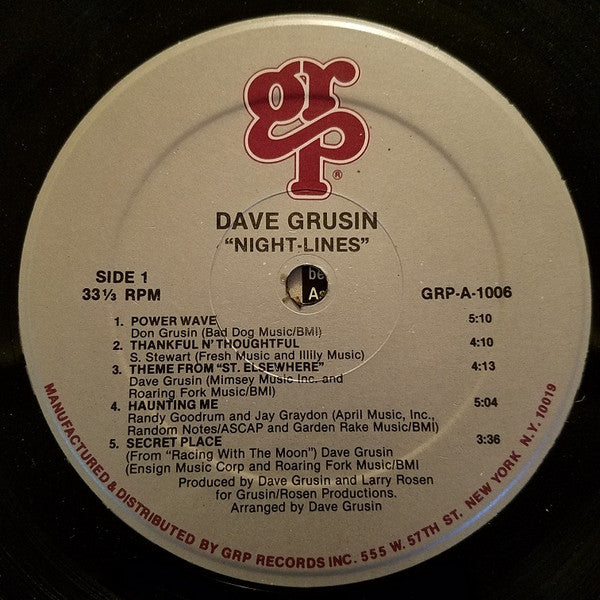 grp®
DAVE GRUSIN
"NIGHT-LINES"
SIDE 1
33⅓ RPM
be
A
GRP-A-1006
1. POWER WAVE 5:10
Don Grusin (Bad Dog Music/BMI)
2. THANKFUL N' THOUGHTFUL 4:10
S. Stewart (Fresh Music and Illily Music)
3. THEME FROM "ST. ELSEWHERE" 4:13
Dave Grusin (Mimsey Music Inc. and
Roaring Fork Music/BMI)
4. HAUNTING ME 5:04
Randy Goodrum and Jay Graydon (April Music, Inc.,
Random Notes/ASCAP and Garden Rake Music/BMI)
5. SECRET PLACE 3:36
(From "Racing With The Moon") Dave Grusin
(Ensign Music Corp and Roaring Fork Music/BMI
Produced by Dave Grusin and Larry Rosen
for Grusin/Rosen Productions.
Arranged by Dave Grusin
MANUFACTURED & DISTRIBUTED BY GRP RECORDS INC. 555 W. 57TH ST. NEW YORK N.Y. 10019